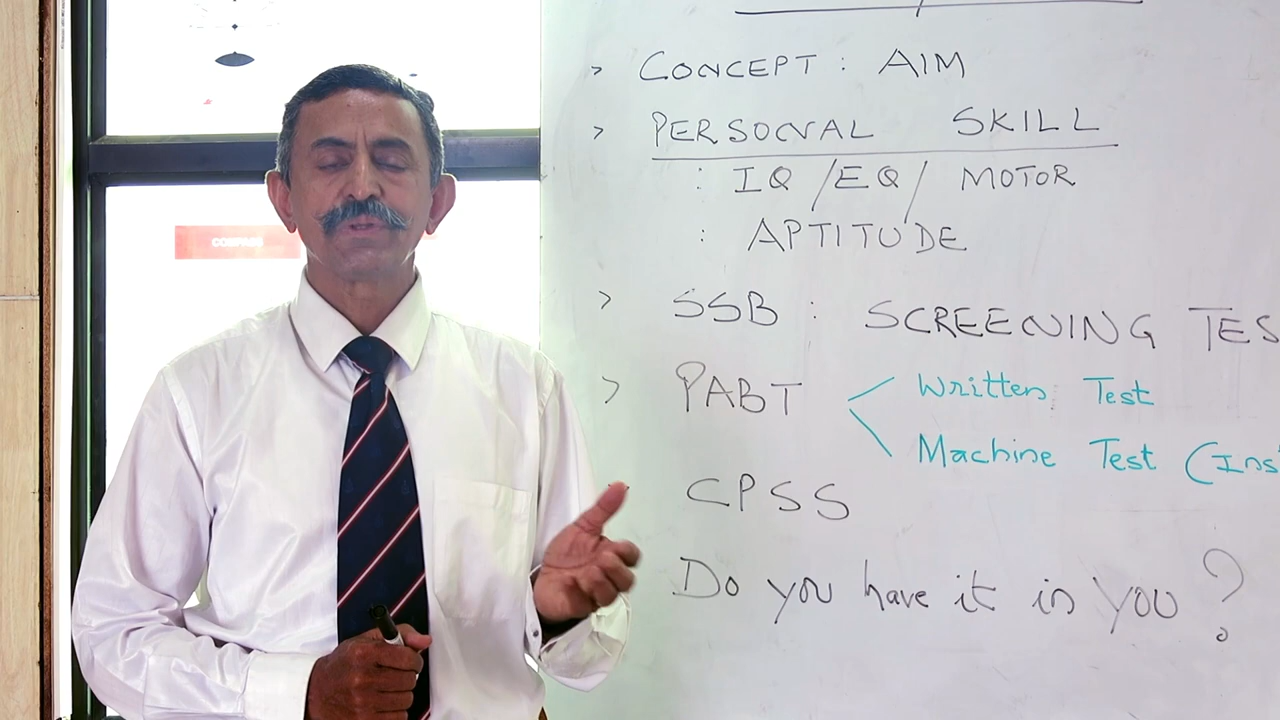 > CONCEPT : AIM
> PERSONAL SKILL
: IQ / EQ / MOTOR
: APTITUDE
> SSB : SCREENING TES
> PABT < Written Test
Machine Test (Ins
CPSS
Do you have it in you ?